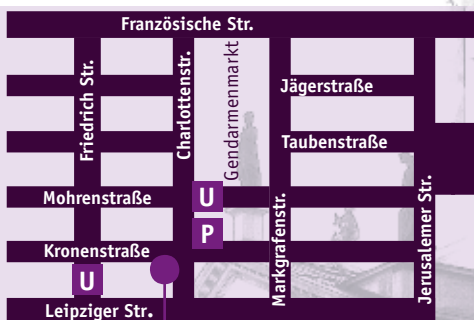 Französische Str.
Friedrich Str.
Charlottenstr.
Gendarmenmarkt
Jägerstraße
Taubenstraße
Mohrenstraße
U
P
Markgrafenstr.
Jerusalemer Str.
Kronenstraße
U
Leipziger Str.